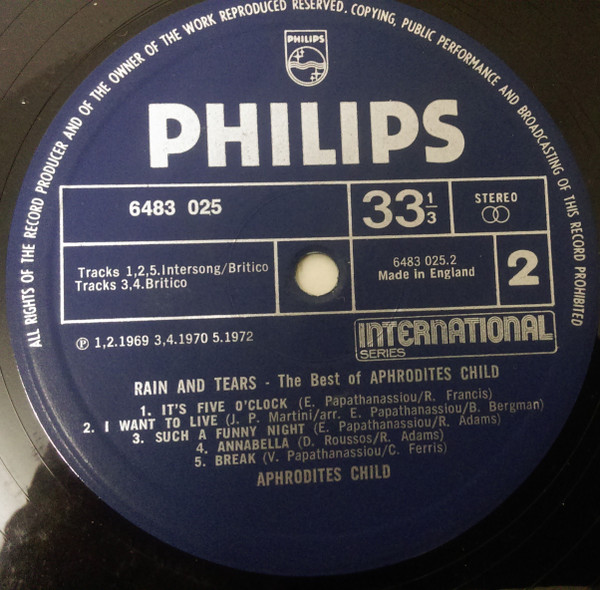 ALL RIGHTS OF THE RECORD PRODUCER AND OF THE OWNER OF THE WORK REPRODUCED RESERVED. COPYING, PUBLIC PERFORMANCE AND BROADCASTING OF THIS RECORD PROHIBITED
PHILIPS
PHILIPS
6483 025
33 1/3
STEREO
Tracks 1,2,5.Intersong/Britico
Tracks 3,4.Britico
6483 025.2
Made in England
2
℗ 1,2.1969 3,4.1970 5.1972
INTERNATIONAL
SERIES
RAIN AND TEARS - The Best of APHRODITES CHILD
1. IT'S FIVE O'CLOCK (E. Papathanassiou/R. Francis)
2. I WANT TO LIVE (J. P. Martini/arr. E. Papathanassiou/B. Bergman)
3. SUCH A FUNNY NIGHT (E. Papathanassiou/R. Adams)
4. ANNABELLA (D. Roussos/R. Adams)
5. BREAK (V. Papathanassiou/C. Ferris)
APHRODITES CHILD